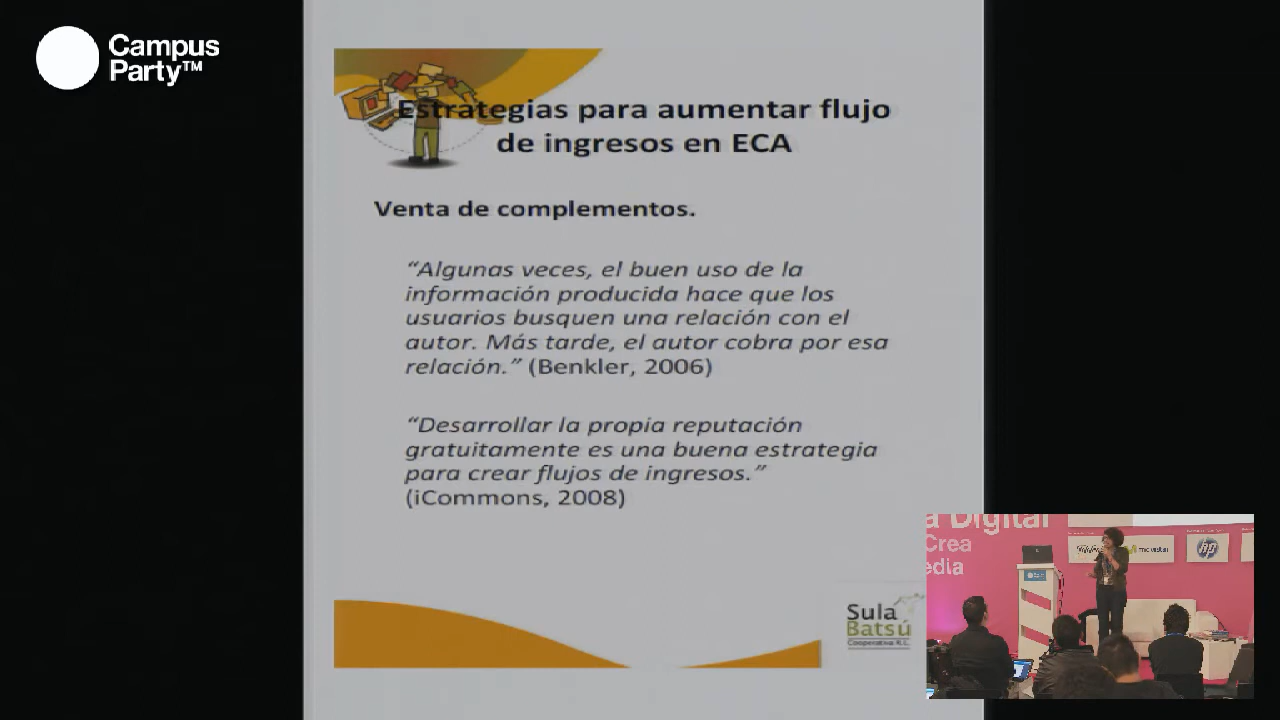 Campus
Party™
Estrategias para aumentar flujo
de ingresos en ECA
Venta de complementos.
“Algunas veces, el buen uso de la
información producida hace que los
usuarios busquen una relación con el
autor. Más tarde, el autor cobra por esa
relación.” (Benkler, 2006)
“Desarrollar la propia reputación
gratuitamente es una buena estrategia
para crear flujos de ingresos.”
(iCommons, 2008)
Sula
Batsú
Cooperativa R.L.
a Digital
Crea
edia
movistar
hp